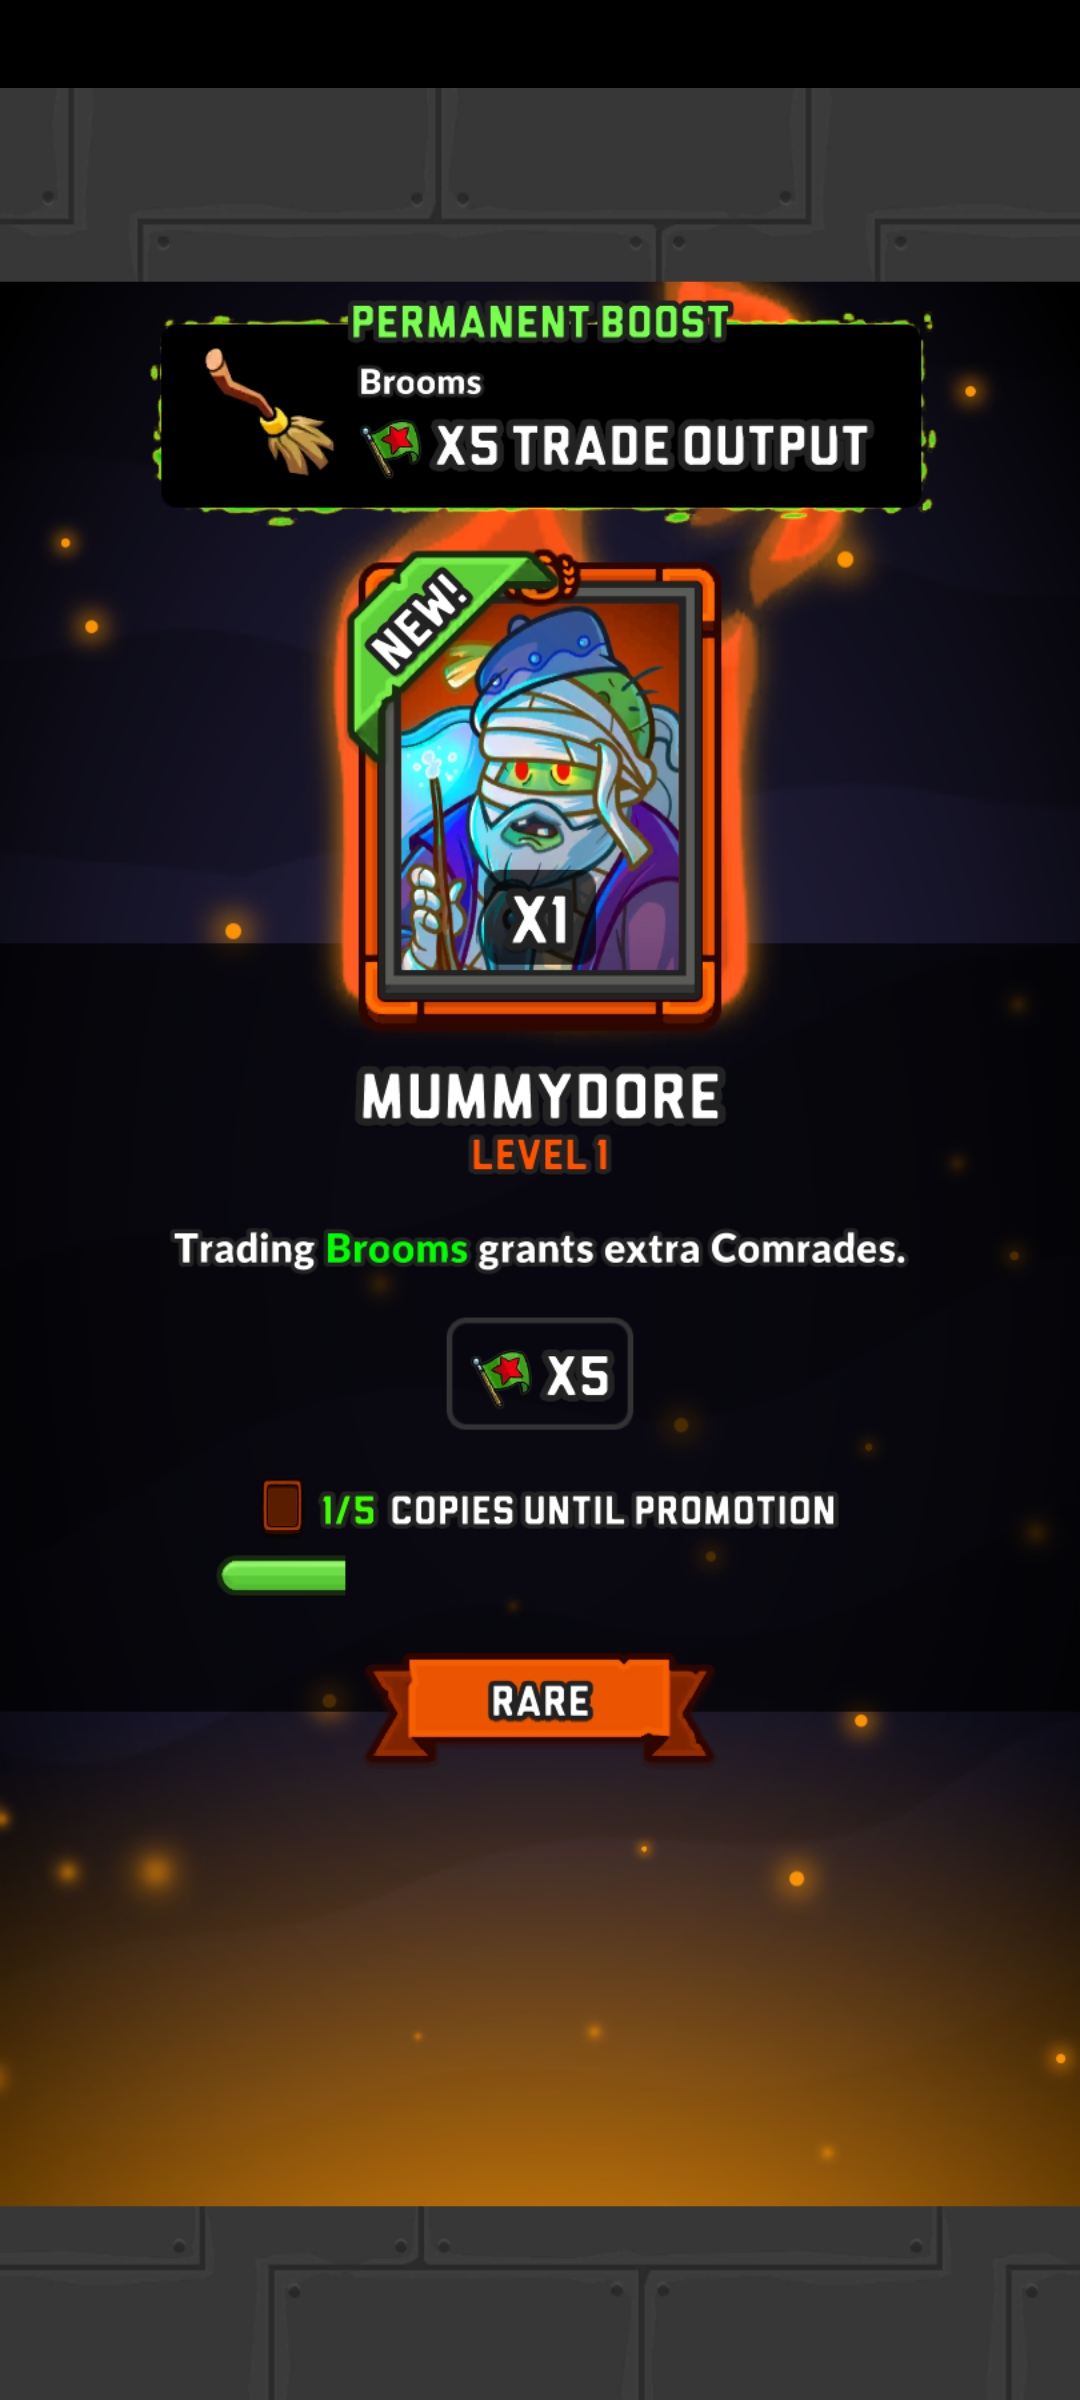 PERMANENT BOOST
Brooms
X5 TRADE OUTPUT
NEW!
X1
MUMMYDORE
LEVEL 1
Trading Brooms grants extra Comrades.
X5
1/5 COPIES UNTIL PROMOTION
RARE